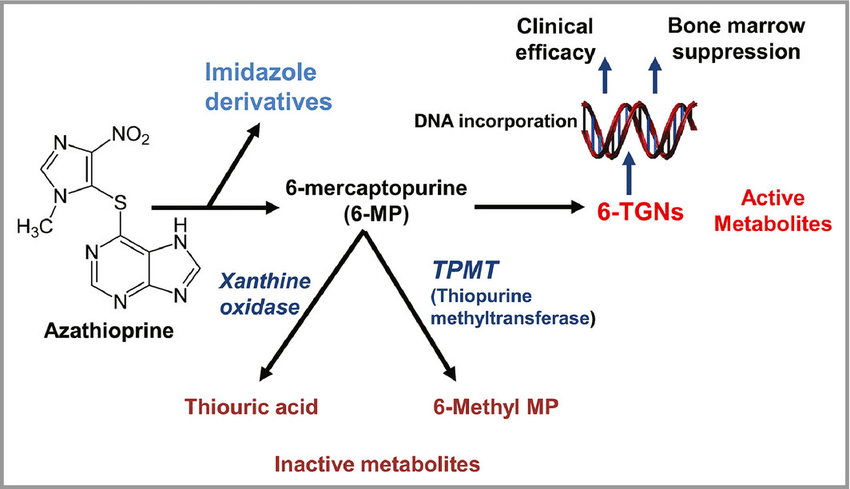 Clinical
efficacy
Bone marrow
suppression
Imidazole
derivatives
DNA incorporation
N
NO₂
N
H₃C
S
H
N
N
N
N
Azathioprine
6-mercaptopurine
(6-MP)
6-TGNs
Active
Metabolites
Xanthine
oxidase
TPMT
(Thiopurine
methyltransferase)
Thiouric acid
6-Methyl MP
Inactive metabolites